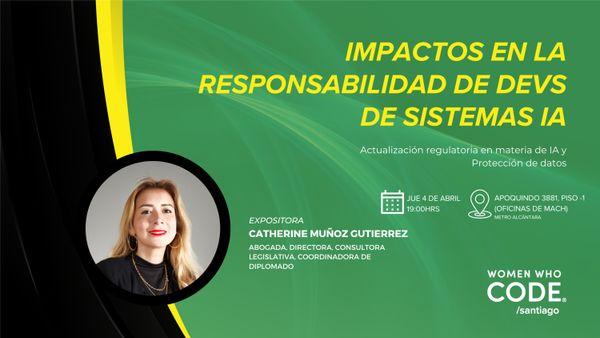 IMPACTOS EN LA
RESPONSABILIDAD DE DEVS
DE SISTEMAS IA
Actualización regulatoria en materia de IA y
Protección de datos
JUE 4 DE ABRIL
19:00HRS
APOQUINDO 3881, PISO -1
(OFICINAS DE MACH)
METRO ALCÁNTARA
EXPOSITORA
CATHERINE MUÑOZ GUTIERREZ
ABOGADA, DIRECTORA, CONSULTORA
LEGISLATIVA, COORDINADORA DE
DIPLOMADO
WOMEN WHO
CODE®
/santiago